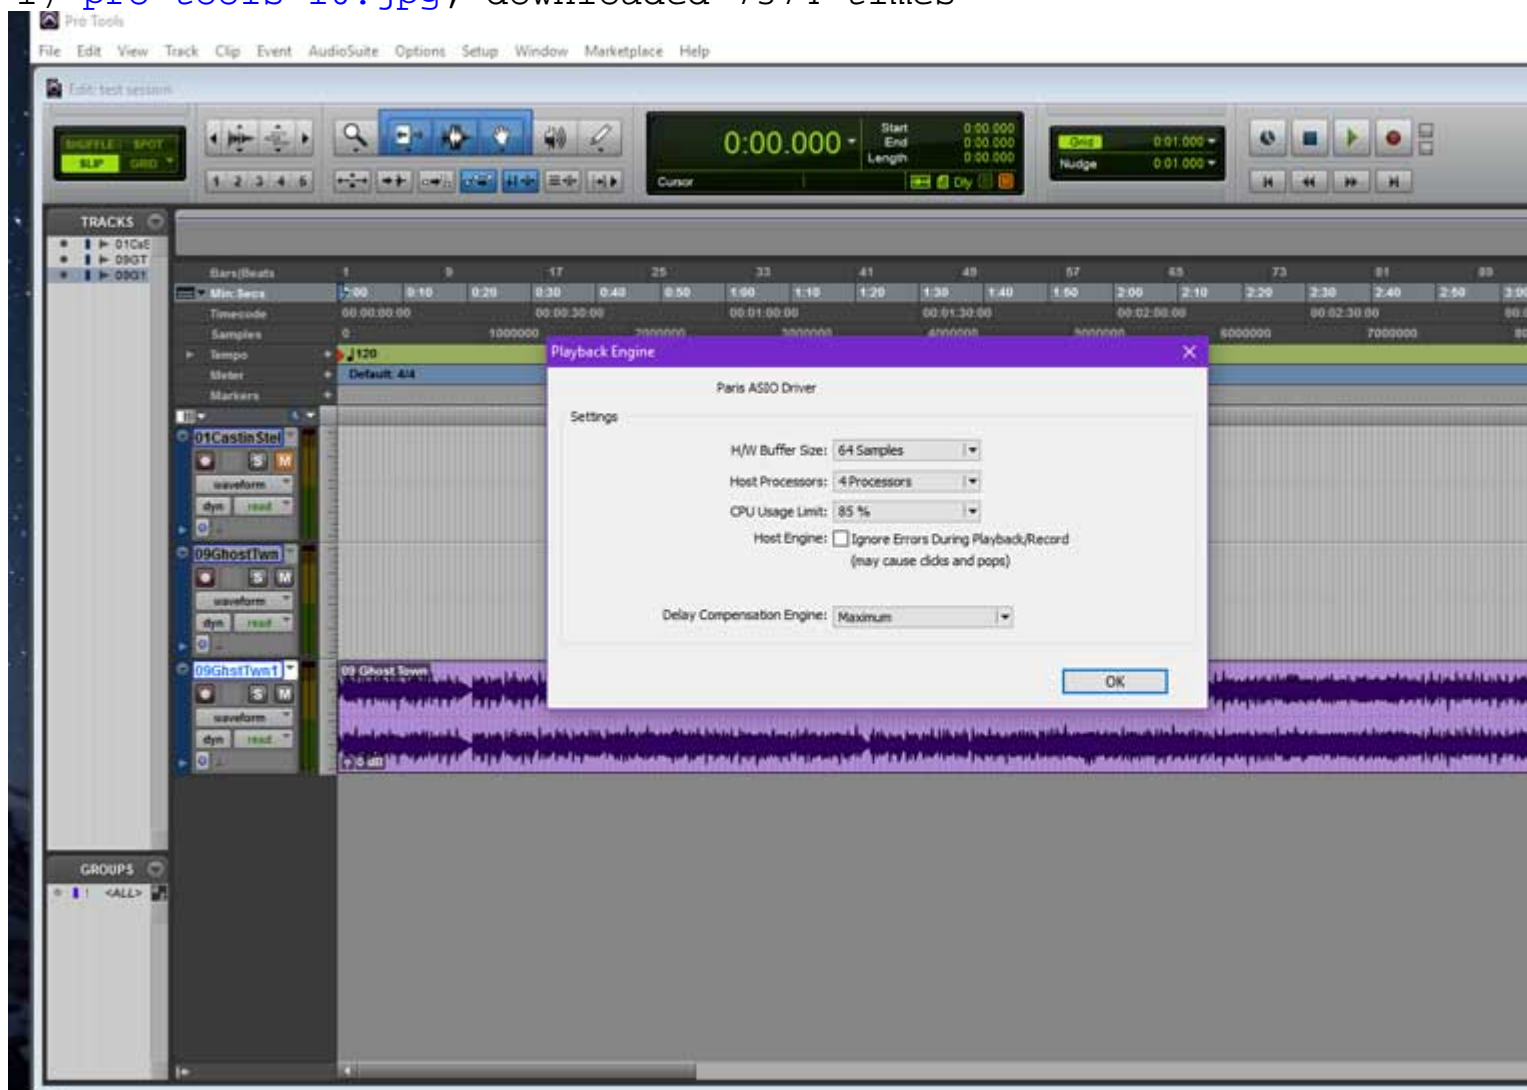 Pro Tools
File Edit View Track Clip Event AudioSuite Options Setup Window Marketplace Help
Edit: test session
SHUFFLE SPOT
SLIP GRID
1 2 3 4 5
0:00.000
Start 0:00.000
End 0:00.000
Length 0:00.000
Cursor
Dly
Grid 0:01.000
Nudge 0:01.000
TRACKS
09GT
Bars|Beats 1 9 17 25 33 41 49 57 65 73 81 89
Min:Secs 0:10 0:20 0:30 0:40 0:50 1:00 1:10 1:20 1:30 1:40 1:50 2:00 2:10 2:20 2:30 2:40 2:50
Timecode 00:00:00:00 00:00:30:00 00:01:00:00 00:01:30:00 00:02:00:00 00:02:30:00
Samples 0 1000000 2000000 3000000 4000000 5000000 6000000 7000000
Tempo 120
Meter Default: 4/4
Markers
01CastinStel
S M
waveform
dyn read
09GhostTwn
S M
waveform
dyn read
09GhstTwn1
S M
waveform
dyn read
09 Ghost Town
0 dB
Playback Engine
Paris ASIO Driver
Settings
H/W Buffer Size: 64 Samples
Host Processors: 4 Processors
CPU Usage Limit: 85 %
Host Engine: Ignore Errors During Playback/Record
(may cause clicks and pops)
Delay Compensation Engine: Maximum
OK
GROUPS
! <ALL>